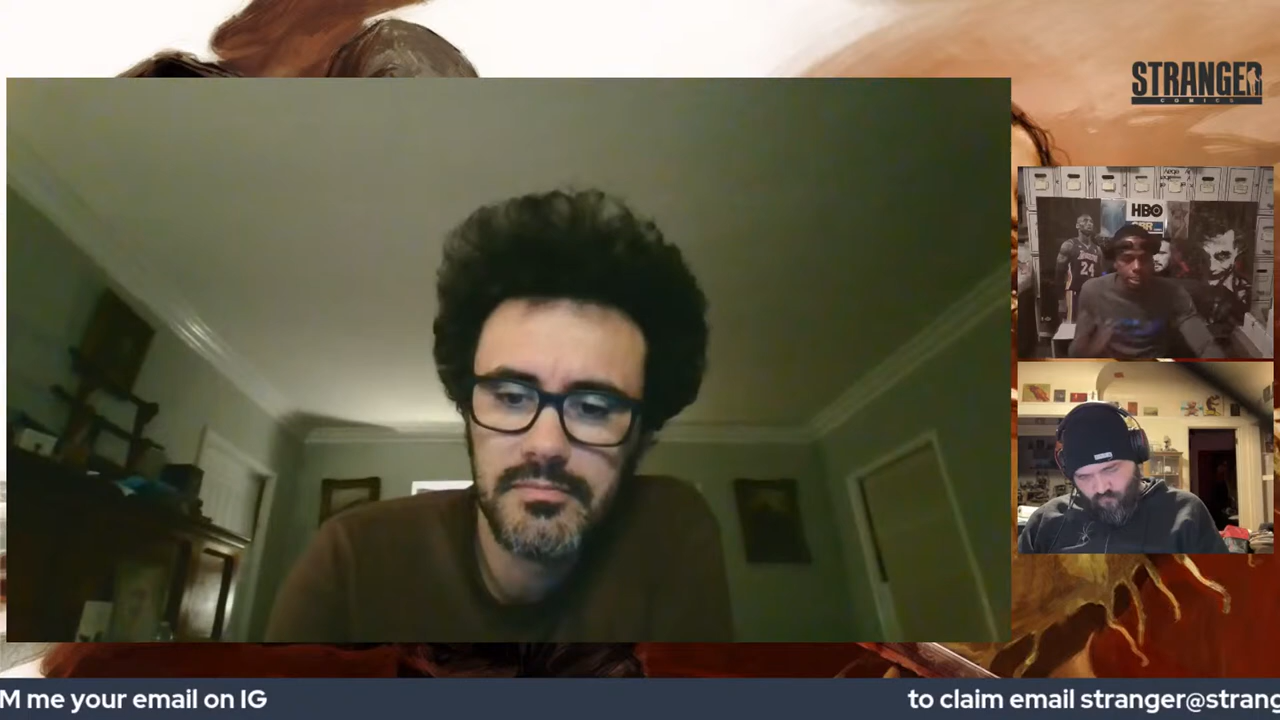 STRANGER
COMICS
HBO
24
M me your email on IG
to claim email stranger@strang